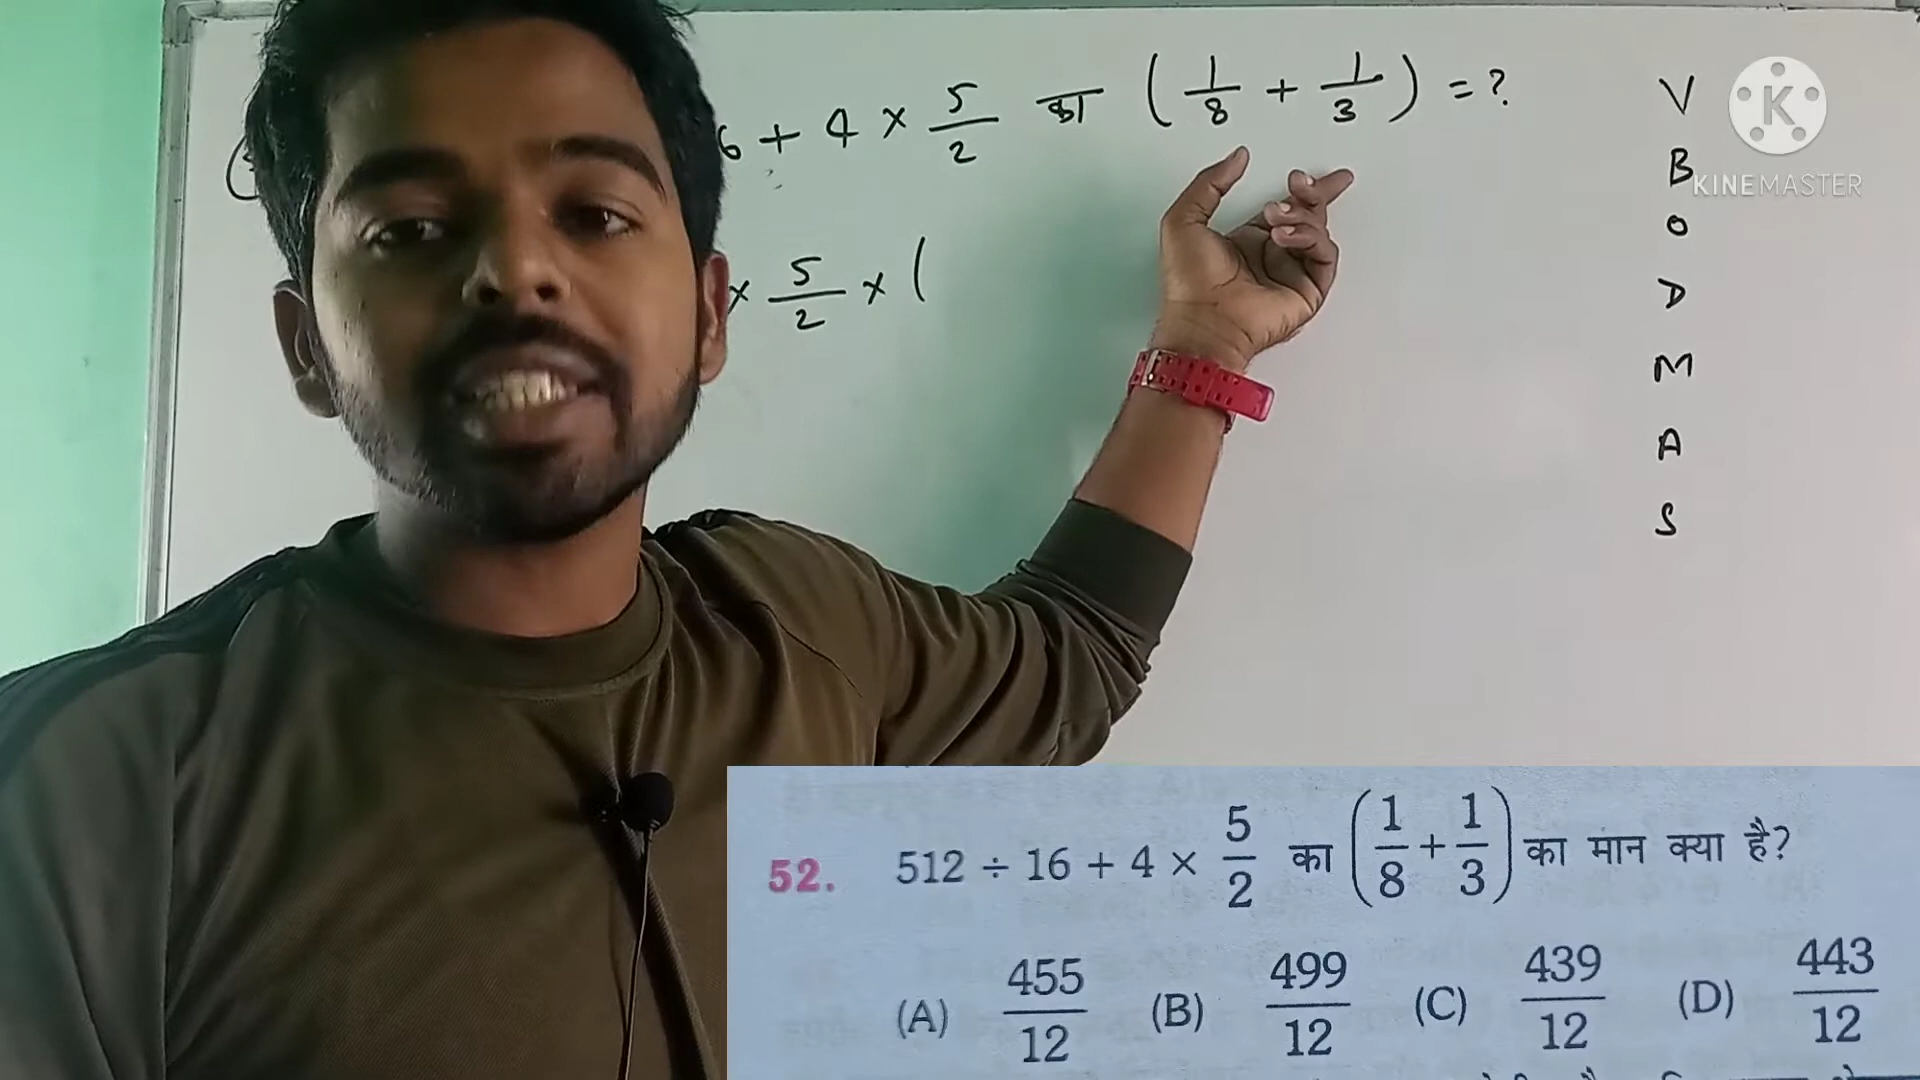 6 + 4 × 5/2 का (1/8 + 1/3) = ?
× 5/2 × (
V
B
O
D
M
A
S
K
KINEMASTER
52. 512 ÷ 16 + 4 × 5/2 का (1/8 + 1/3) का मान क्या है?
(A) 455/12 (B) 499/12 (C) 439/12 (D) 443/12